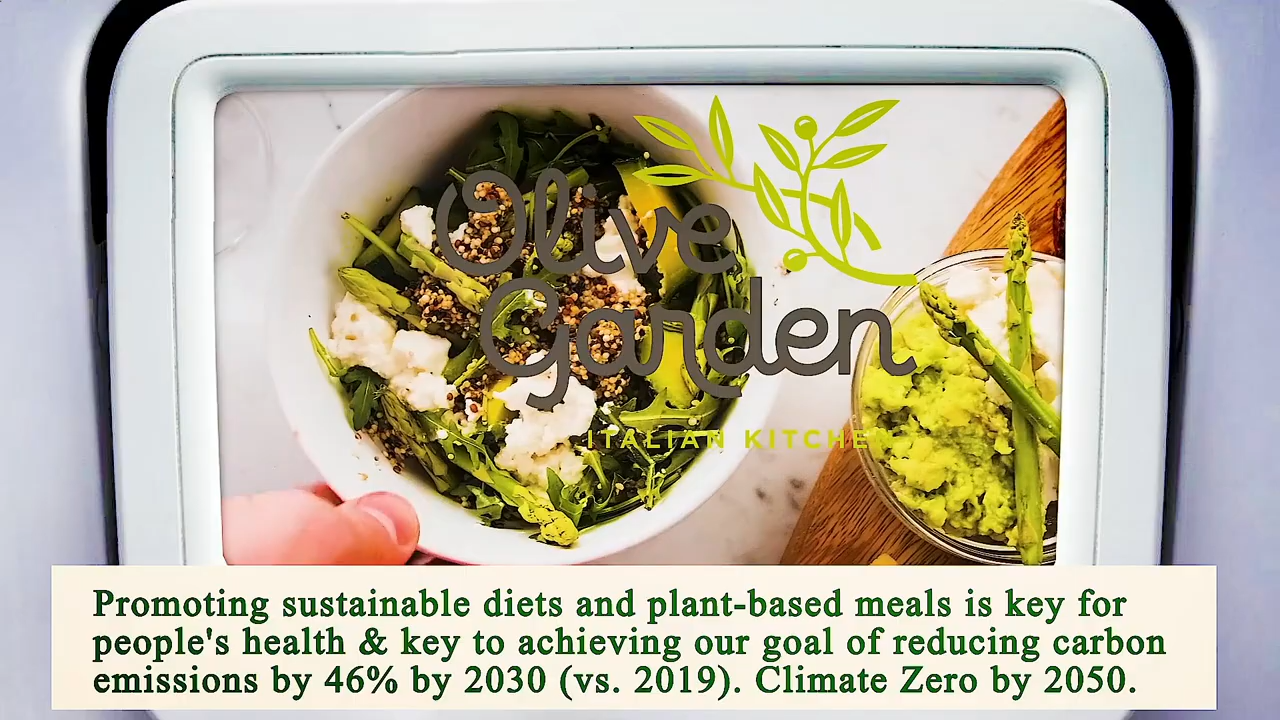 Olive
Garden
ITALIAN KITCHEN
Promoting sustainable diets and plant-based meals is key for
people's health & key to achieving our goal of reducing carbon
emissions by 46% by 2030 (vs. 2019). Climate Zero by 2050.